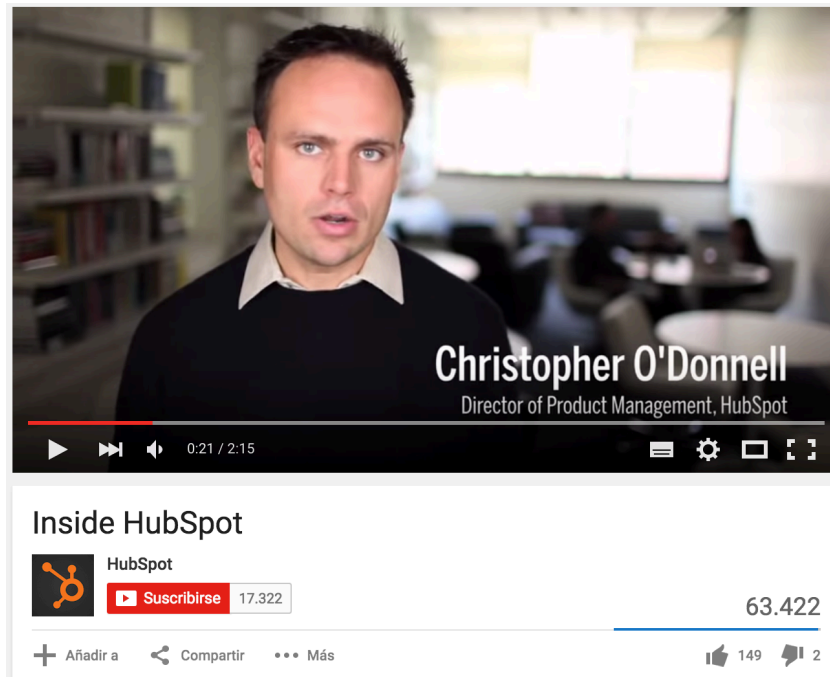 Christopher O'Donnell
Director of Product Management, HubSpot
0:21 / 2:15
Inside HubSpot
HubSpot
Suscribirse 17.322
63.422
Añadir a Compartir Más 149 2